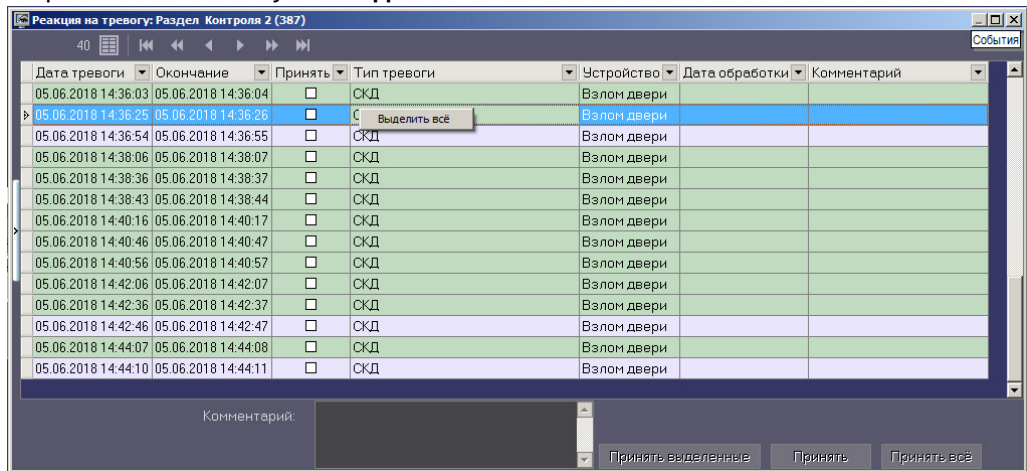 Реакция на тревогу: Раздел Контроля 2 (387)
События
40
Дата тревоги Окончание Принять Тип тревоги Устройство Дата обработки Комментарий
05.06.2018 14:36:03 05.06.2018 14:36:04 СКД Взлом двери
05.06.2018 14:36:25 05.06.2018 14:36:26 С Выделить всё Взлом двери
05.06.2018 14:36:54 05.06.2018 14:36:55 СКД Взлом двери
05.06.2018 14:38:06 05.06.2018 14:38:07 СКД Взлом двери
05.06.2018 14:38:36 05.06.2018 14:38:37 СКД Взлом двери
05.06.2018 14:38:43 05.06.2018 14:38:44 СКД Взлом двери
05.06.2018 14:40:16 05.06.2018 14:40:17 СКД Взлом двери
05.06.2018 14:40:46 05.06.2018 14:40:47 СКД Взлом двери
05.06.2018 14:40:56 05.06.2018 14:40:57 СКД Взлом двери
05.06.2018 14:42:06 05.06.2018 14:42:07 СКД Взлом двери
05.06.2018 14:42:36 05.06.2018 14:42:37 СКД Взлом двери
05.06.2018 14:42:46 05.06.2018 14:42:47 СКД Взлом двери
05.06.2018 14:44:07 05.06.2018 14:44:08 СКД Взлом двери
05.06.2018 14:44:10 05.06.2018 14:44:11 СКД Взлом двери
Комментарий:
Принять выделенные Принять Принять всё